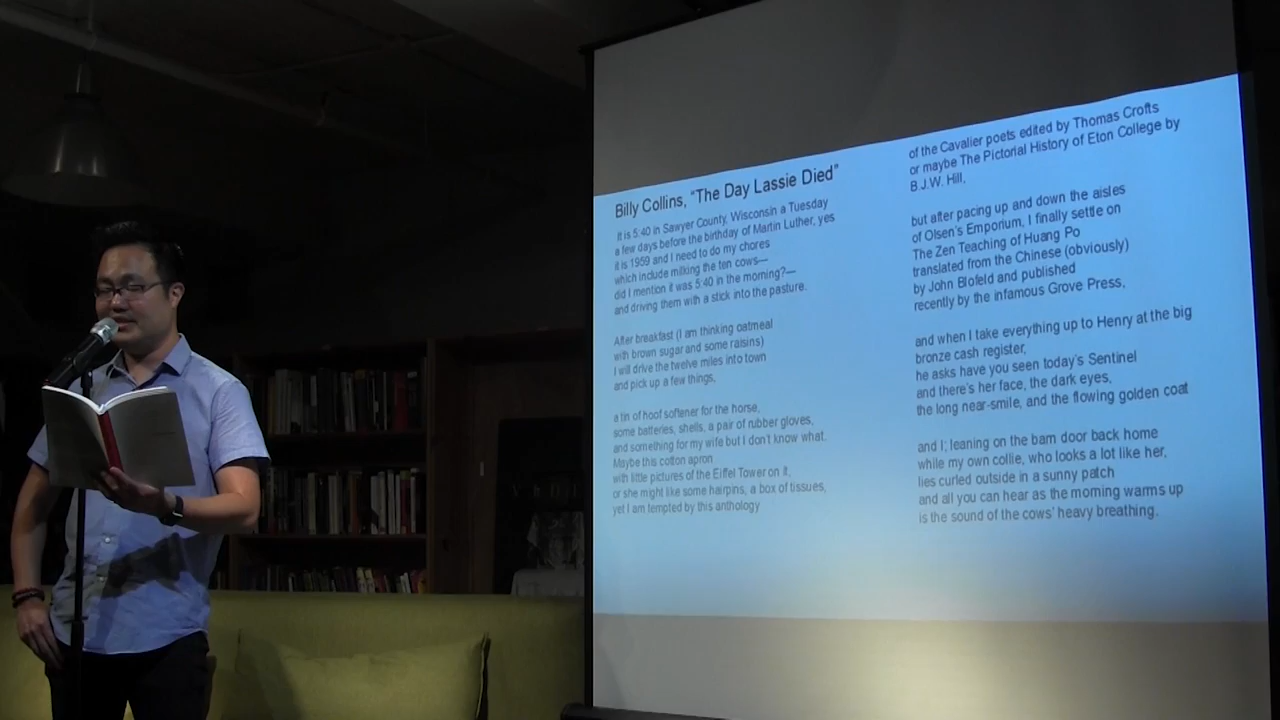 Billy Collins, “The Day Lassie Died”
It is 5:40 in Sawyer County, Wisconsin a Tuesday
a few days before the birthday of Martin Luther, yes
it is 1959 and I need to do my chores
which include milking the ten cows—
did I mention it was 5:40 in the morning?—
and driving them with a stick into the pasture.
After breakfast (I am thinking oatmeal
with brown sugar and some raisins)
I will drive the twelve miles into town
and pick up a few things,
a tin of hoof softener for the horse,
some batteries, shells, a pair of rubber gloves,
and something for my wife but I don’t know what.
Maybe this cotton apron
with little pictures of the Eiffel Tower on it,
or she might like some hairpins, a box of tissues,
yet I am tempted by this anthology
of the Cavalier poets edited by Thomas Crofts
or maybe The Pictorial History of Eton College by
B.J.W. Hill,
but after pacing up and down the aisles
of Olsen’s Emporium, I finally settle on
The Zen Teaching of Huang Po
translated from the Chinese (obviously)
by John Blofeld and published
recently by the infamous Grove Press,
and when I take everything up to Henry at the big
bronze cash register,
he asks have you seen today’s Sentinel
and there’s her face, the dark eyes,
the long near-smile, and the flowing golden coat
and I, leaning on the barn door back home
while my own collie, who looks a lot like her,
lies curled outside in a sunny patch
and all you can hear as the morning warms up
is the sound of the cows’ heavy breathing.